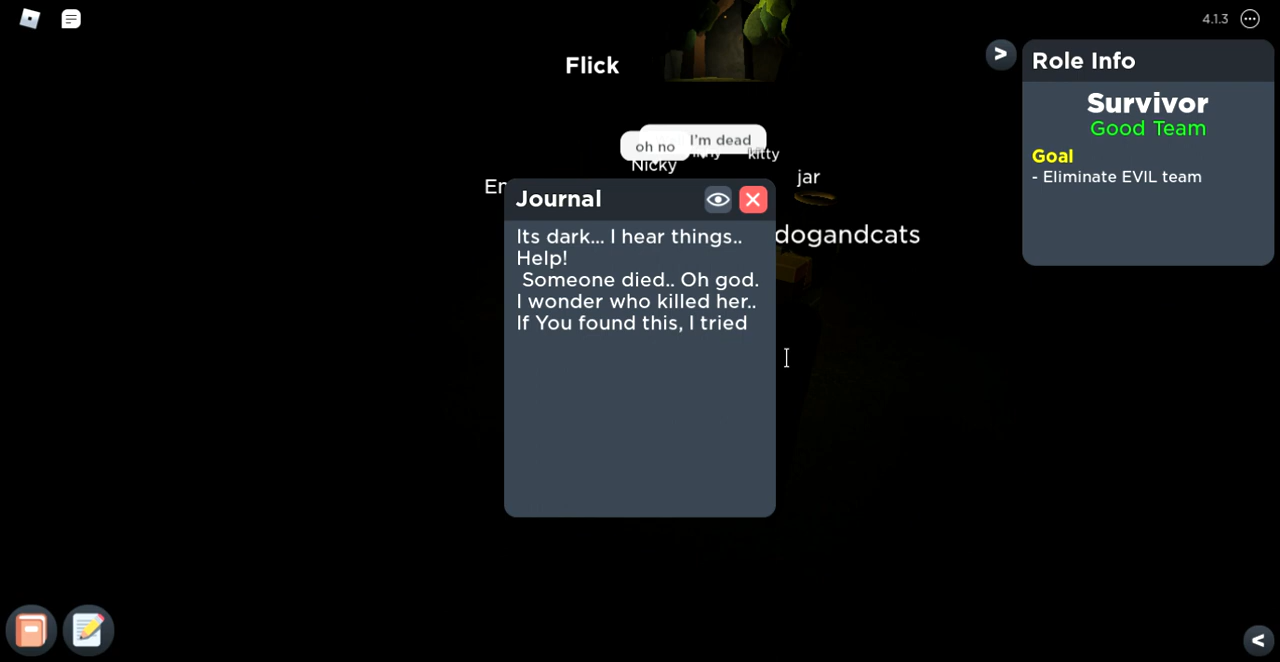 4.1.3
Flick
Role Info
Survivor
Good Team
Goal
- Eliminate EVIL team
I'm dead
oh no
Nicky
kitty
jar
dogandcats
Journal
Its dark... I hear things..
Help!
Someone died.. Oh god.
I wonder who killed her..
If You found this, I tried